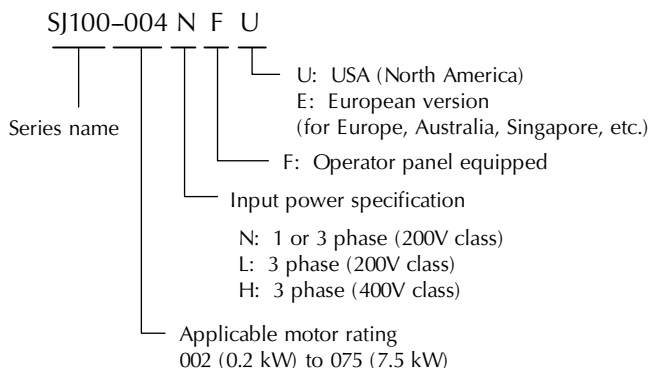 SJ100–004 N F U
U: USA (North America)
E: European version
(for Europe, Australia, Singapore, etc.)
Series name
F: Operator panel equipped
Input power specification
N: 1 or 3 phase (200V class)
L: 3 phase (200V class)
H: 3 phase (400V class)
Applicable motor rating
002 (0.2 kW) to 075 (7.5 kW)